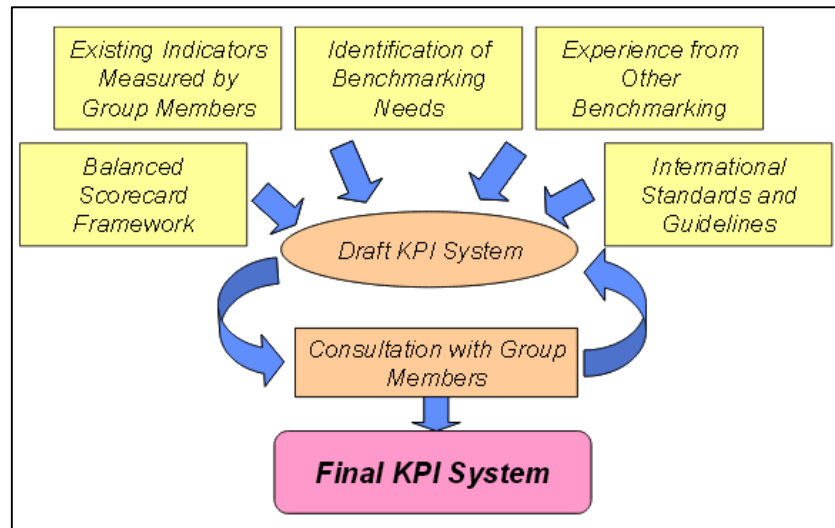 Existing Indicators
Measured by
Group Members
Identification of
Benchmarking
Needs
Experience from
Other
Benchmarking
Balanced
Scorecard
Framework
International
Standards and
Guidelines
Draft KPI System
Consultation with Group
Members
Final KPI System